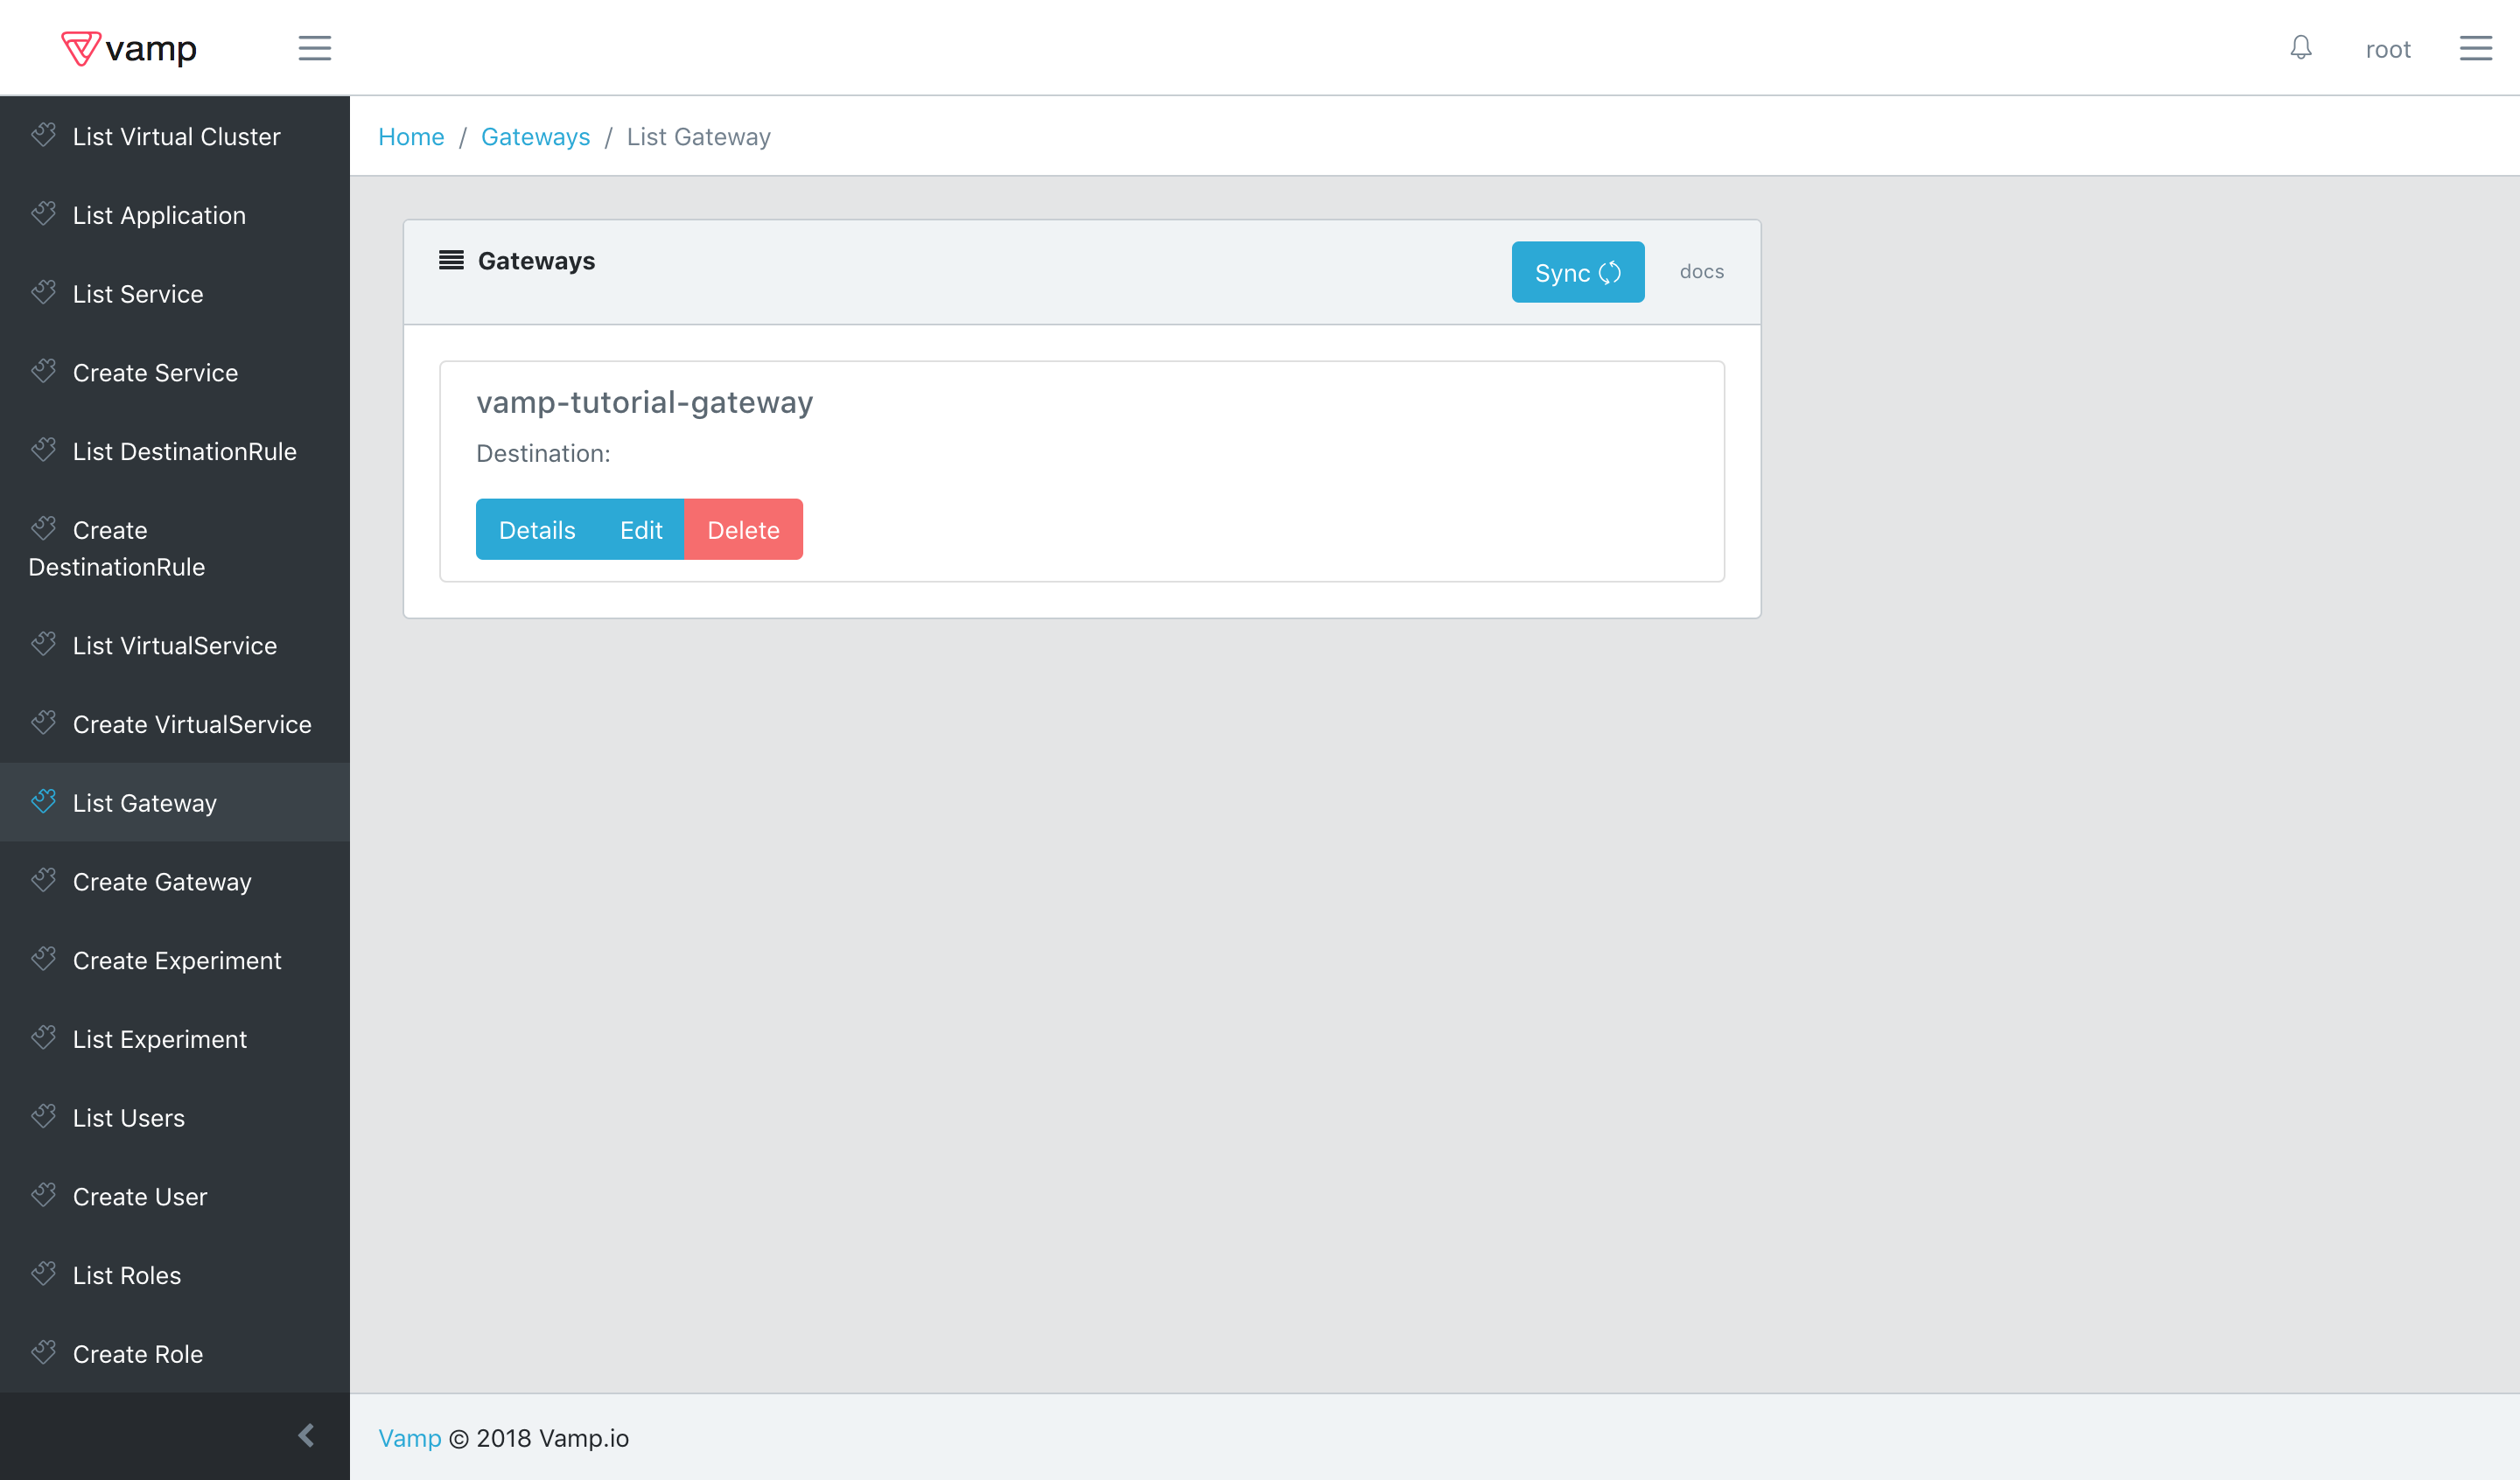 vamp
root
List Virtual Cluster
List Application
List Service
Create Service
List DestinationRule
Create
DestinationRule
List VirtualService
Create VirtualService
List Gateway
Create Gateway
Create Experiment
List Experiment
List Users
Create User
List Roles
Create Role
Home / Gateways / List Gateway
Gateways
Sync
docs
vamp-tutorial-gateway
Destination:
Details Edit Delete
Vamp © 2018 Vamp.io